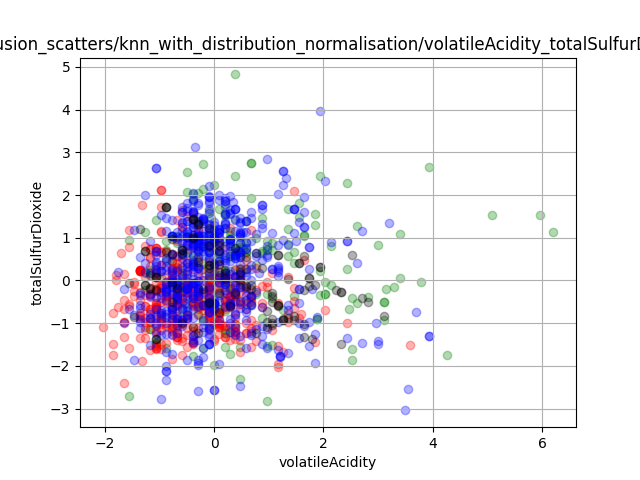 usion_scatters/knn_with_distribution_normalisation/volatileAcidity_totalSulfurD
5
4
3
2
1
0
−1
−2
−3
totalSulfurDioxide
−2 0 2 4 6
volatileAcidity